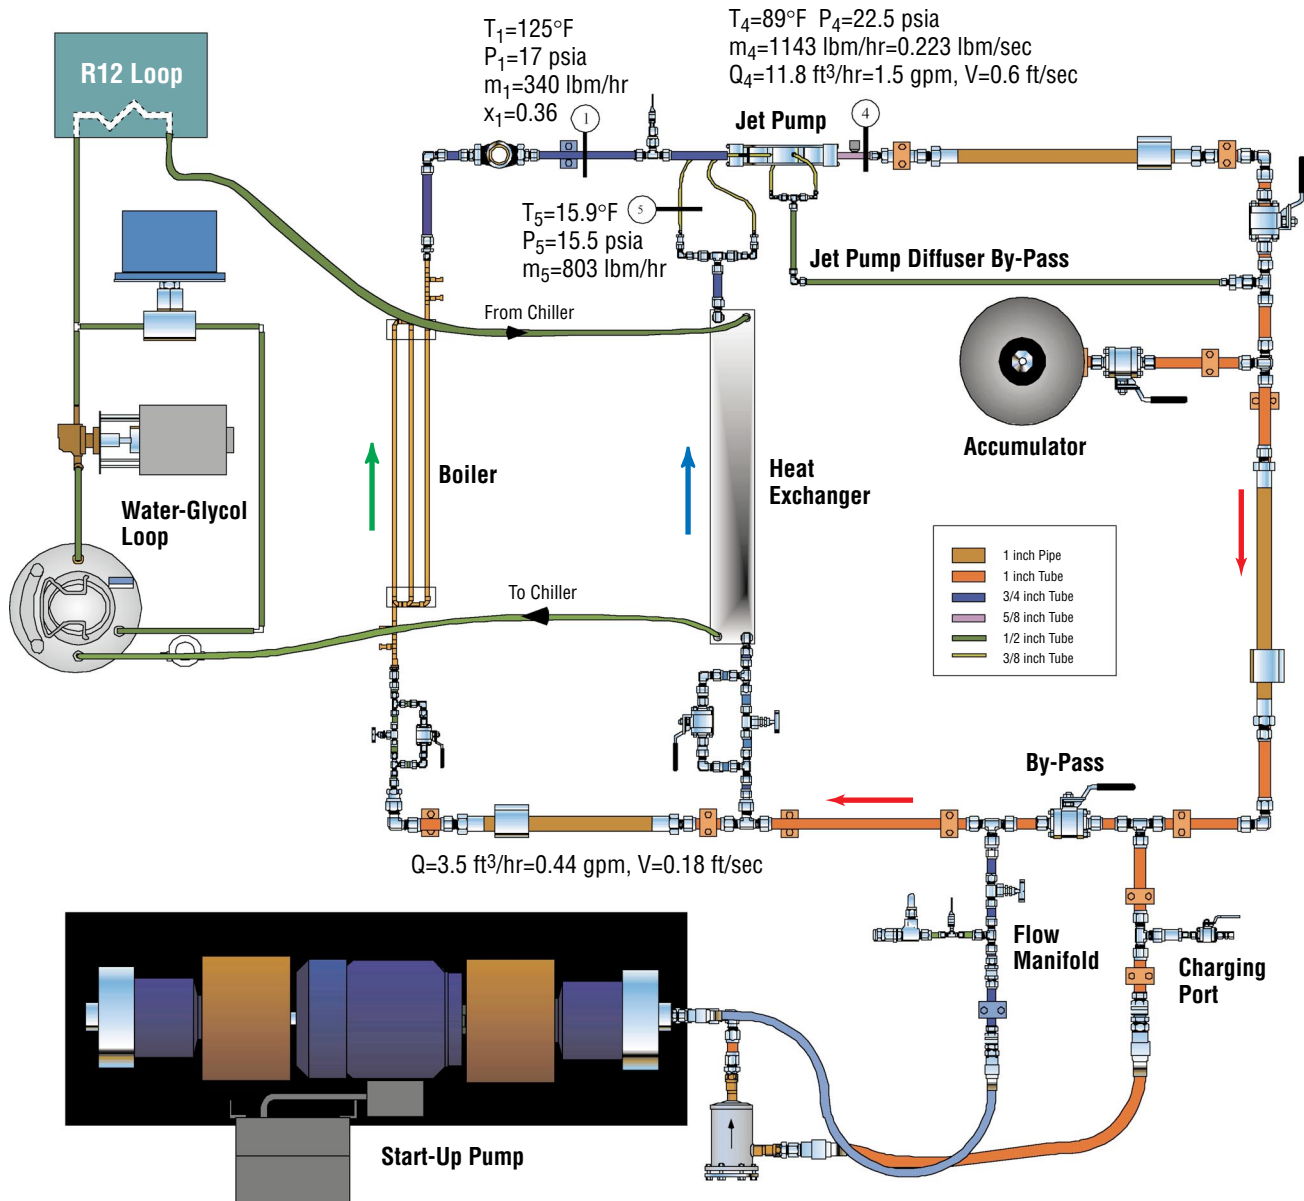 T₁=125°F
P₁=17 psia
m₁=340 lbm/hr
x₁=0.36
T₄=89°F P₄=22.5 psia
m₄=1143 lbm/hr=0.223 lbm/sec
Q₄=11.8 ft³/hr=1.5 gpm, V=0.6 ft/sec
R12 Loop
1
Jet Pump
4
T₅=15.9°F
P₅=15.5 psia
m₅=803 lbm/hr
5
Jet Pump Diffuser By-Pass
From Chiller
Accumulator
Boiler
Heat
Exchanger
Water-Glycol
Loop
1 inch Pipe
1 inch Tube
3/4 inch Tube
5/8 inch Tube
1/2 inch Tube
3/8 inch Tube
To Chiller
By-Pass
Q=3.5 ft³/hr=0.44 gpm, V=0.18 ft/sec
Flow
Manifold
Charging
Port
Start-Up Pump